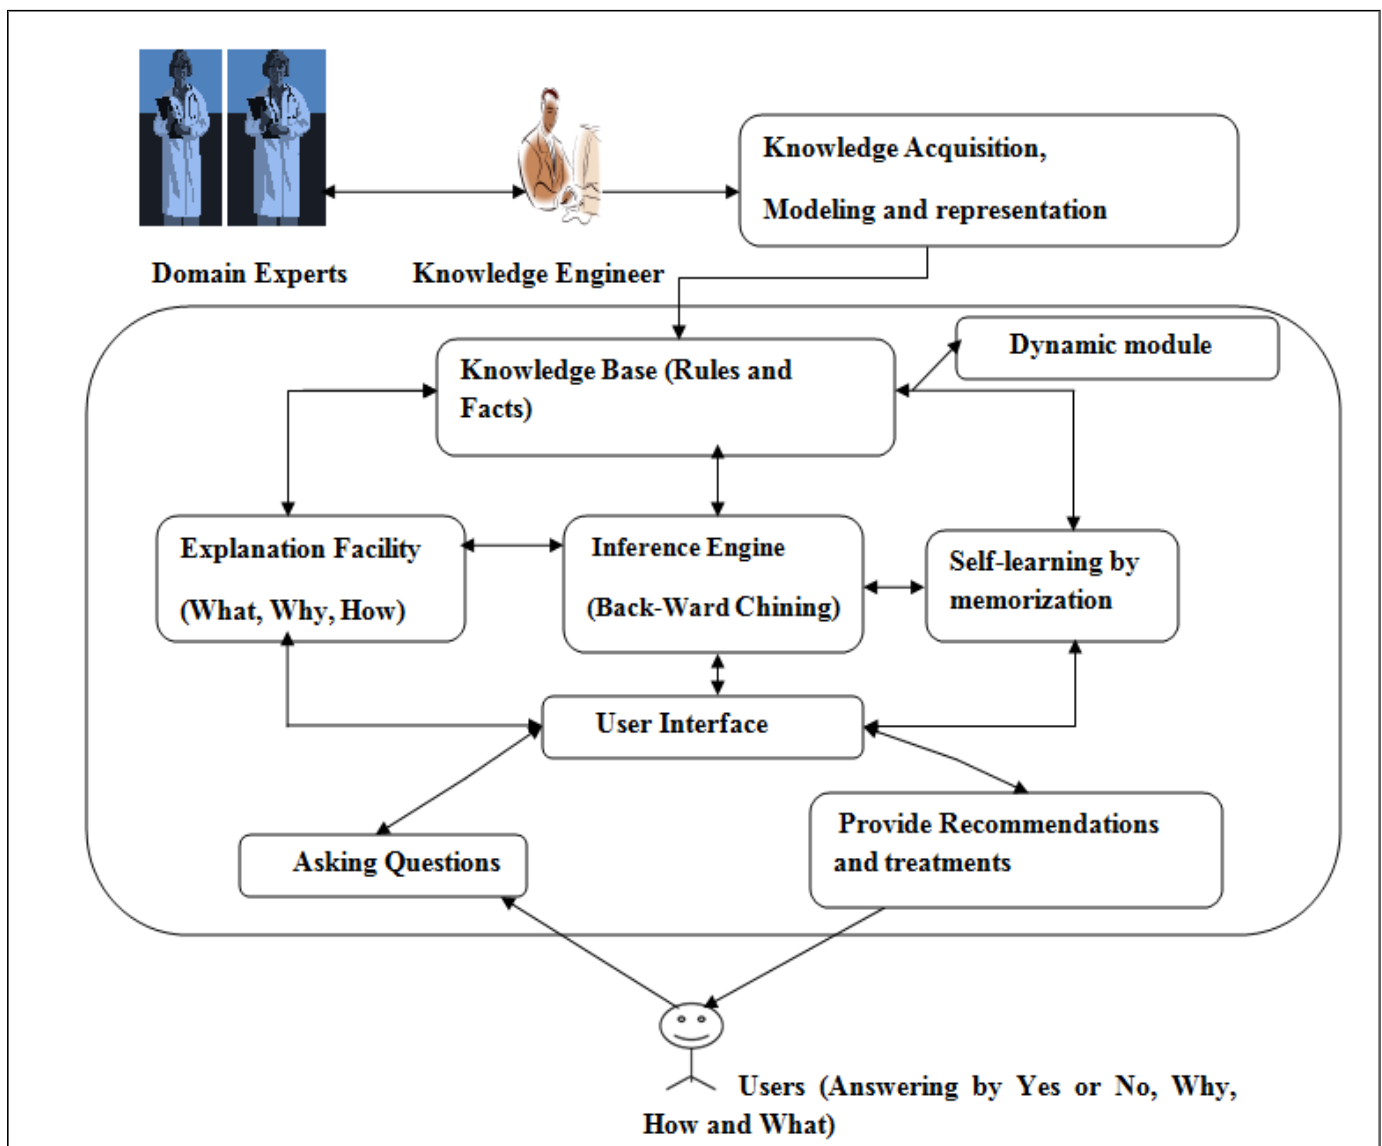 Knowledge Acquisition,
Modeling and representation
Domain Experts
Knowledge Engineer
Dynamic module
Knowledge Base (Rules and
Facts)
Explanation Facility
(What, Why, How)
Inference Engine
(Back-Ward Chining)
Self-learning by
memorization
User Interface
Provide Recommendations
and treatments
Asking Questions
Users (Answering by Yes or No, Why,
How and What)